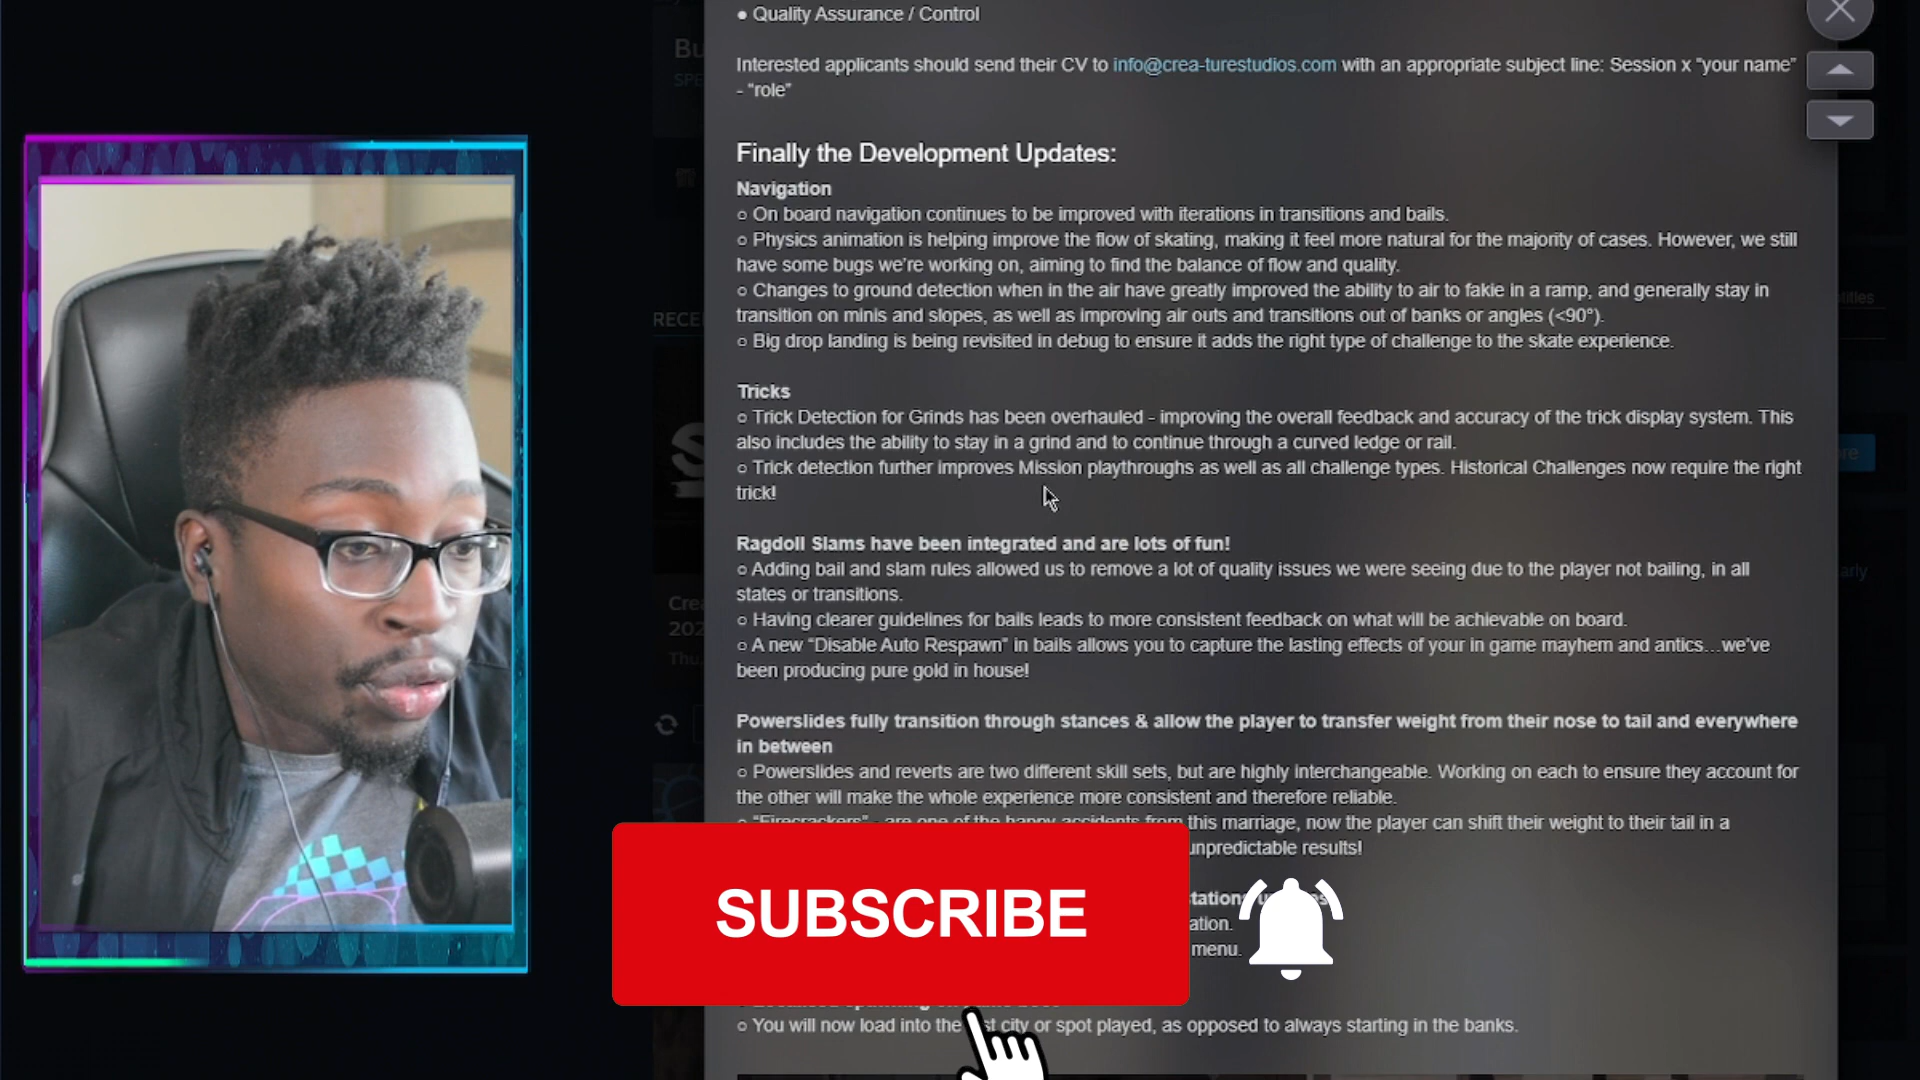 ● Quality Assurance / Control
Interested applicants should send their CV to info@crea-turestudios.com with an appropriate subject line: Session x “your name”
- “role”
Finally the Development Updates:
Navigation
○ On board navigation continues to be improved with iterations in transitions and bails.
○ Physics animation is helping improve the flow of skating, making it feel more natural for the majority of cases. However, we still
have some bugs we’re working on, aiming to find the balance of flow and quality.
○ Changes to ground detection when in the air have greatly improved the ability to air to fakie in a ramp, and generally stay in
transition on minis and slopes, as well as improving air outs and transitions out of banks or angles (<90°).
○ Big drop landing is being revisited in debug to ensure it adds the right type of challenge to the skate experience.
Tricks
○ Trick Detection for Grinds has been overhauled - improving the overall feedback and accuracy of the trick display system. This
also includes the ability to stay in a grind and to continue through a curved ledge or rail.
○ Trick detection further improves Mission playthroughs as well as all challenge types. Historical Challenges now require the right
trick!
Ragdoll Slams have been integrated and are lots of fun!
○ Adding bail and slam rules allowed us to remove a lot of quality issues we were seeing due to the player not bailing, in all
states or transitions.
○ Having clearer guidelines for bails leads to more consistent feedback on what will be achievable on board.
○ A new “Disable Auto Respawn” in bails allows you to capture the lasting effects of your in game mayhem and antics…we’ve
been producing pure gold in house!
Powerslides fully transition through stances & allow the player to transfer weight from their nose to tail and everywhere
in between
○ Powerslides and reverts are two different skill sets, but are highly interchangeable. Working on each to ensure they account for
the other will make the whole experience more consistent and therefore reliable.
○ “Firecrackers” - are one of the happy accidents from this marriage, now the player can shift their weight to their tail in a
unpredictable results!
menu.
○ You will now load into the city or spot played, as opposed to always starting in the banks.
SUBSCRIBE
RECE